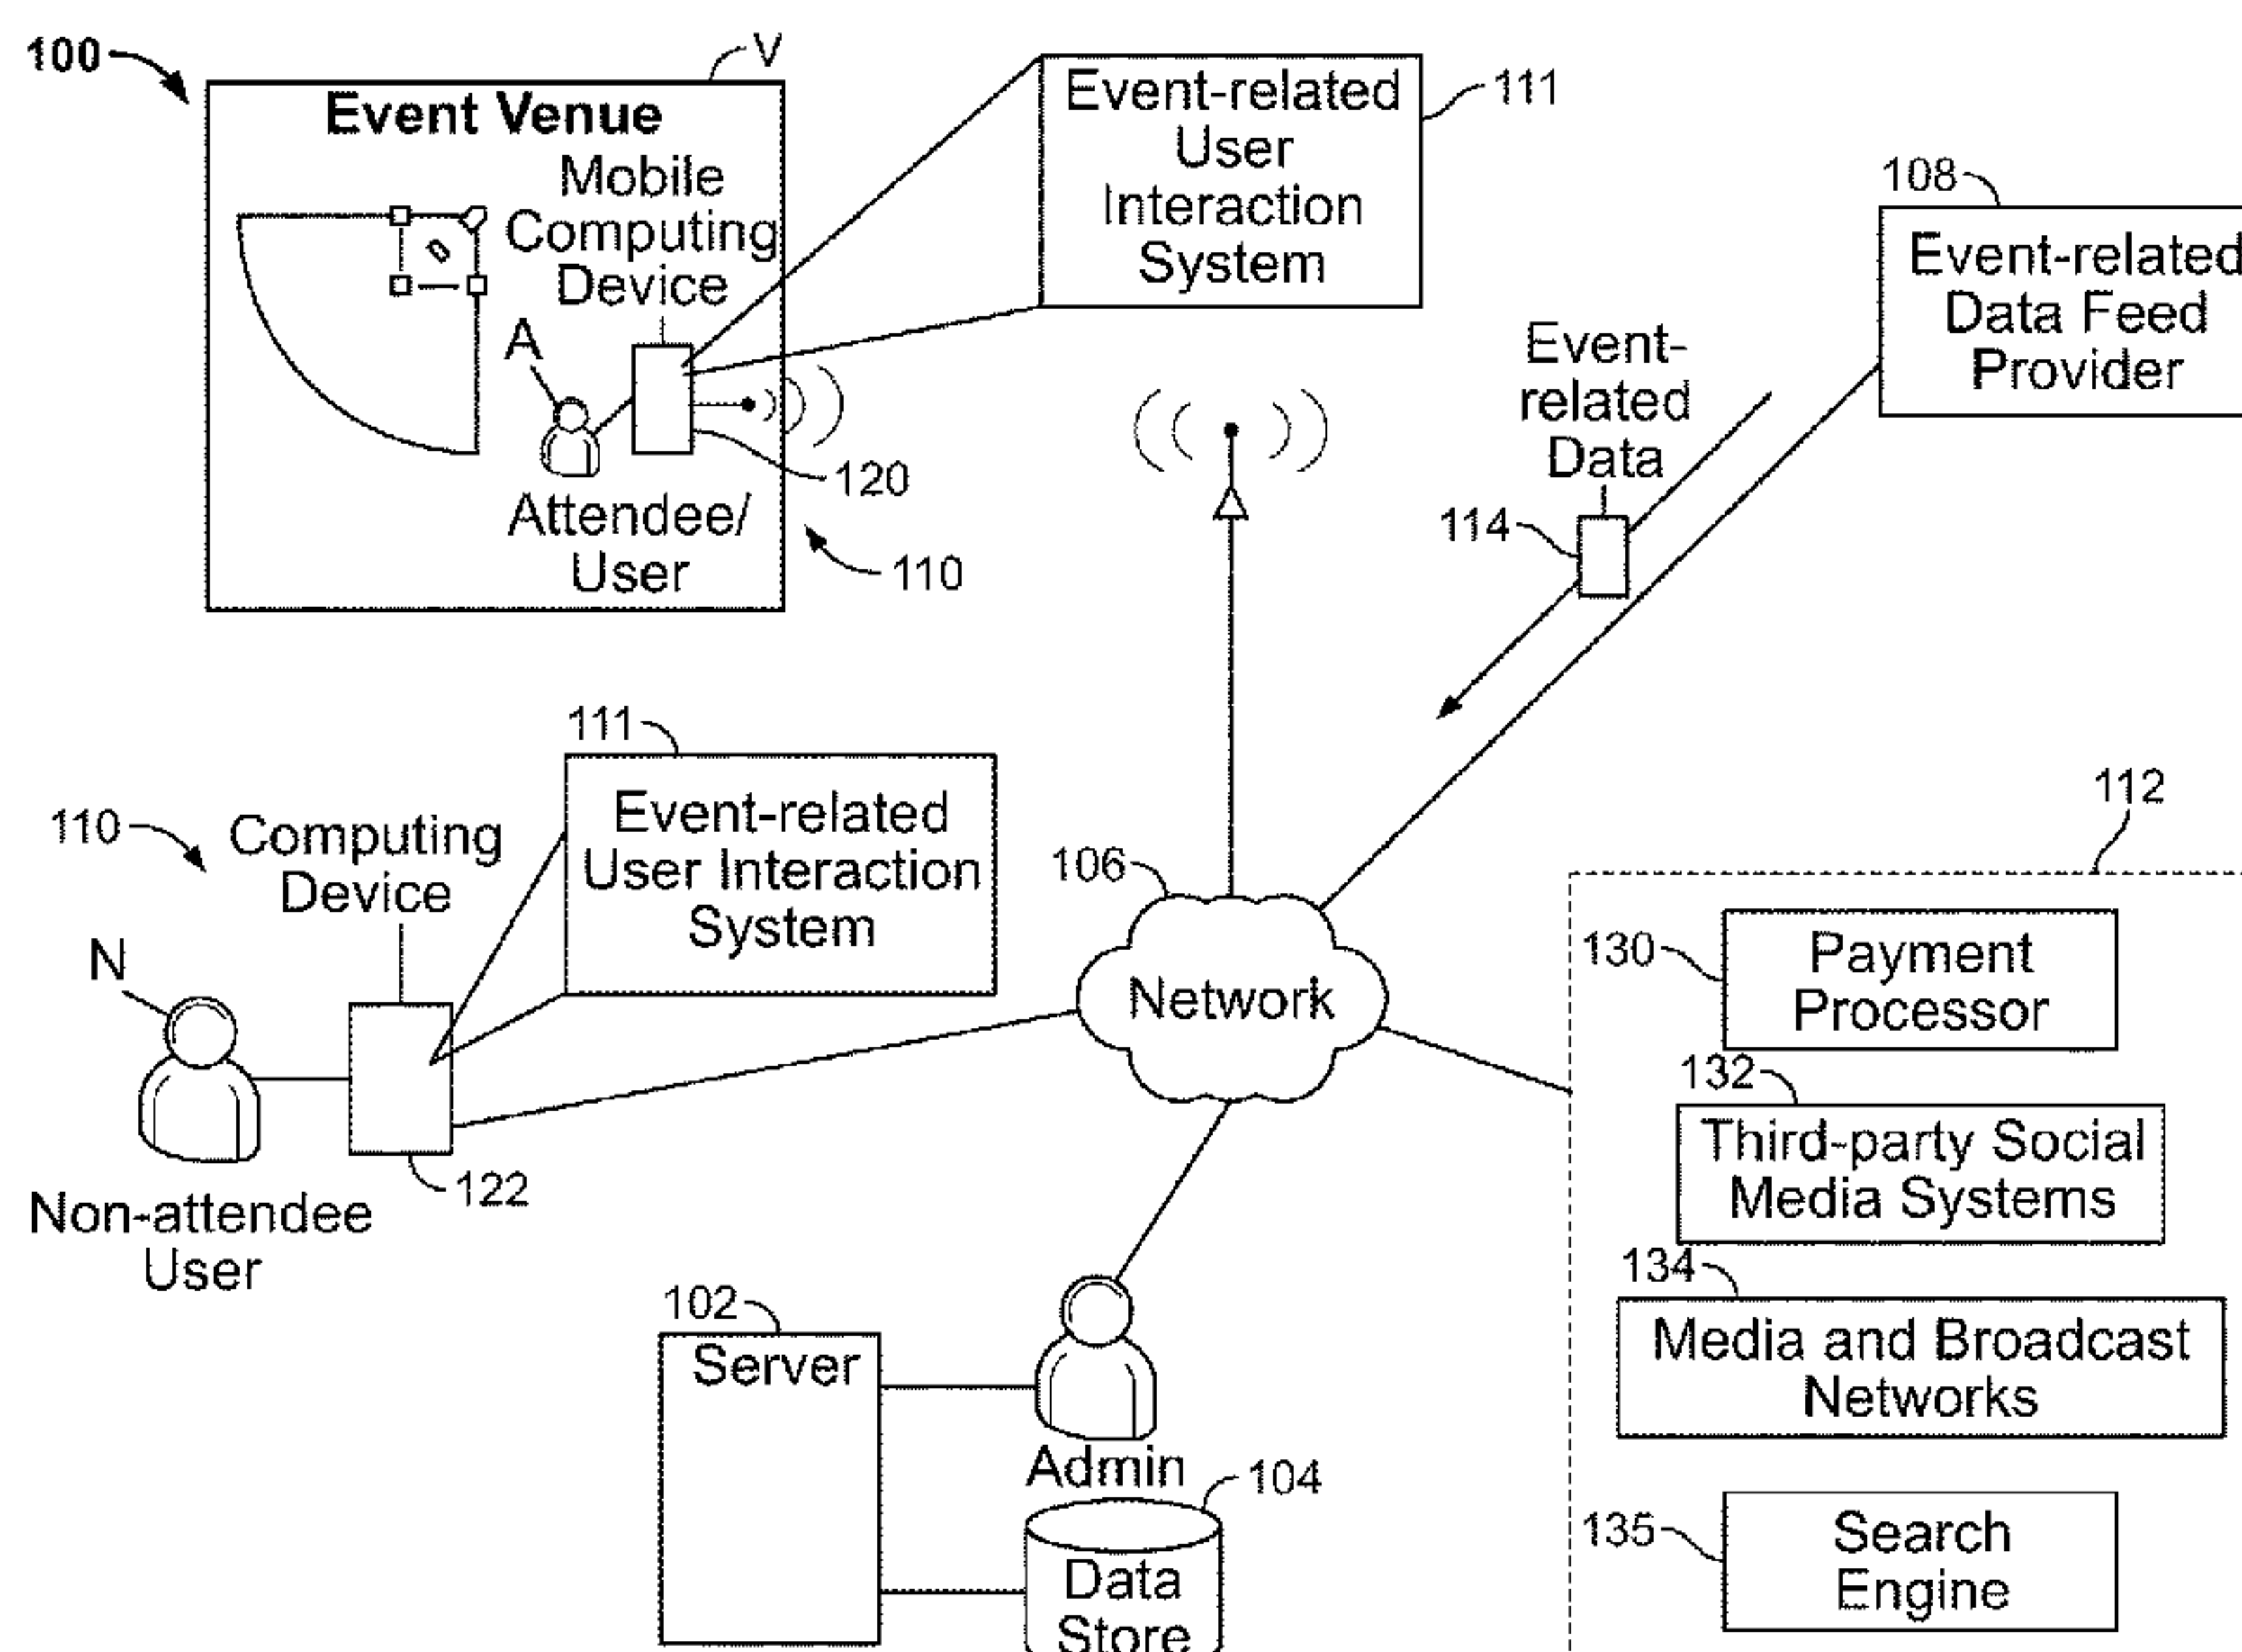 100
V
Event Venue
Mobile
Computing
Device
A
120
Attendee/
User
110
Event-related
User
Interaction
System
111
108
Event-related
Data Feed
Provider
Event-
related
Data
114
111
Event-related
User Interaction
System
110
Computing
Device
N
122
Non-attendee
User
106
Network
112
130
Payment
Processor
132
Third-party Social
Media Systems
134
Media and Broadcast
Networks
135
Search
Engine
102
Server
Admin
104
Data
Store